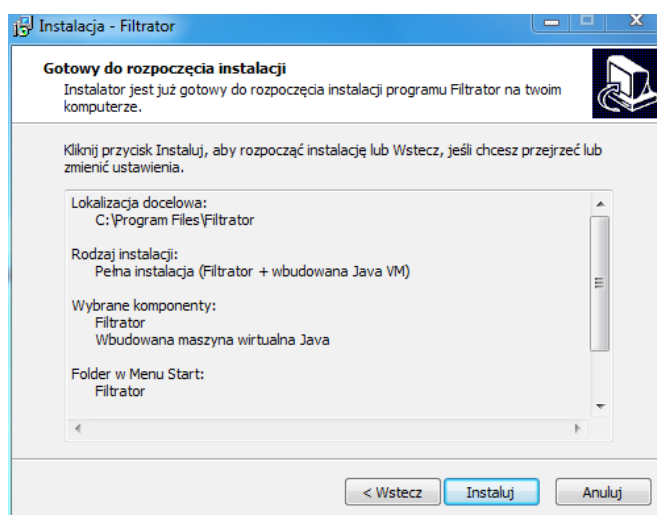 Instalacja - Filtrator
Gotowy do rozpoczęcia instalacji
Instalator jest już gotowy do rozpoczęcia instalacji programu Filtrator na twoim
komputerze.
Kliknij przycisk Instaluj, aby rozpocząć instalację lub Wstecz, jeśli chcesz przejrzeć lub
zmienić ustawienia.
Lokalizacja docelowa:
C:\Program Files\Filtrator
Rodzaj instalacji:
Pełna instalacja (Filtrator + wbudowana Java VM)
Wybrane komponenty:
Filtrator
Wbudowana maszyna wirtualna Java
Folder w Menu Start:
Filtrator
< Wstecz
Instaluj
Anuluj